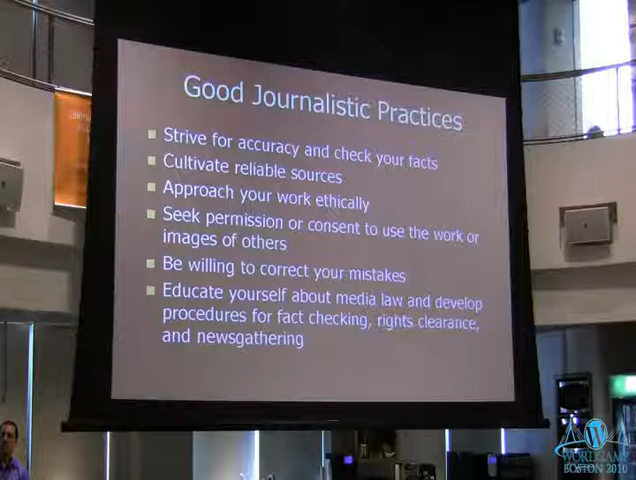 Good Journalistic Practices
Strive for accuracy and check your facts
Cultivate reliable sources
Approach your work ethically
Seek permission or consent to use the work or
images of others
Be willing to correct your mistakes
Educate yourself about media law and develop
procedures for fact checking, rights clearance,
and newsgathering
WORDCAMP
BOSTON 2010